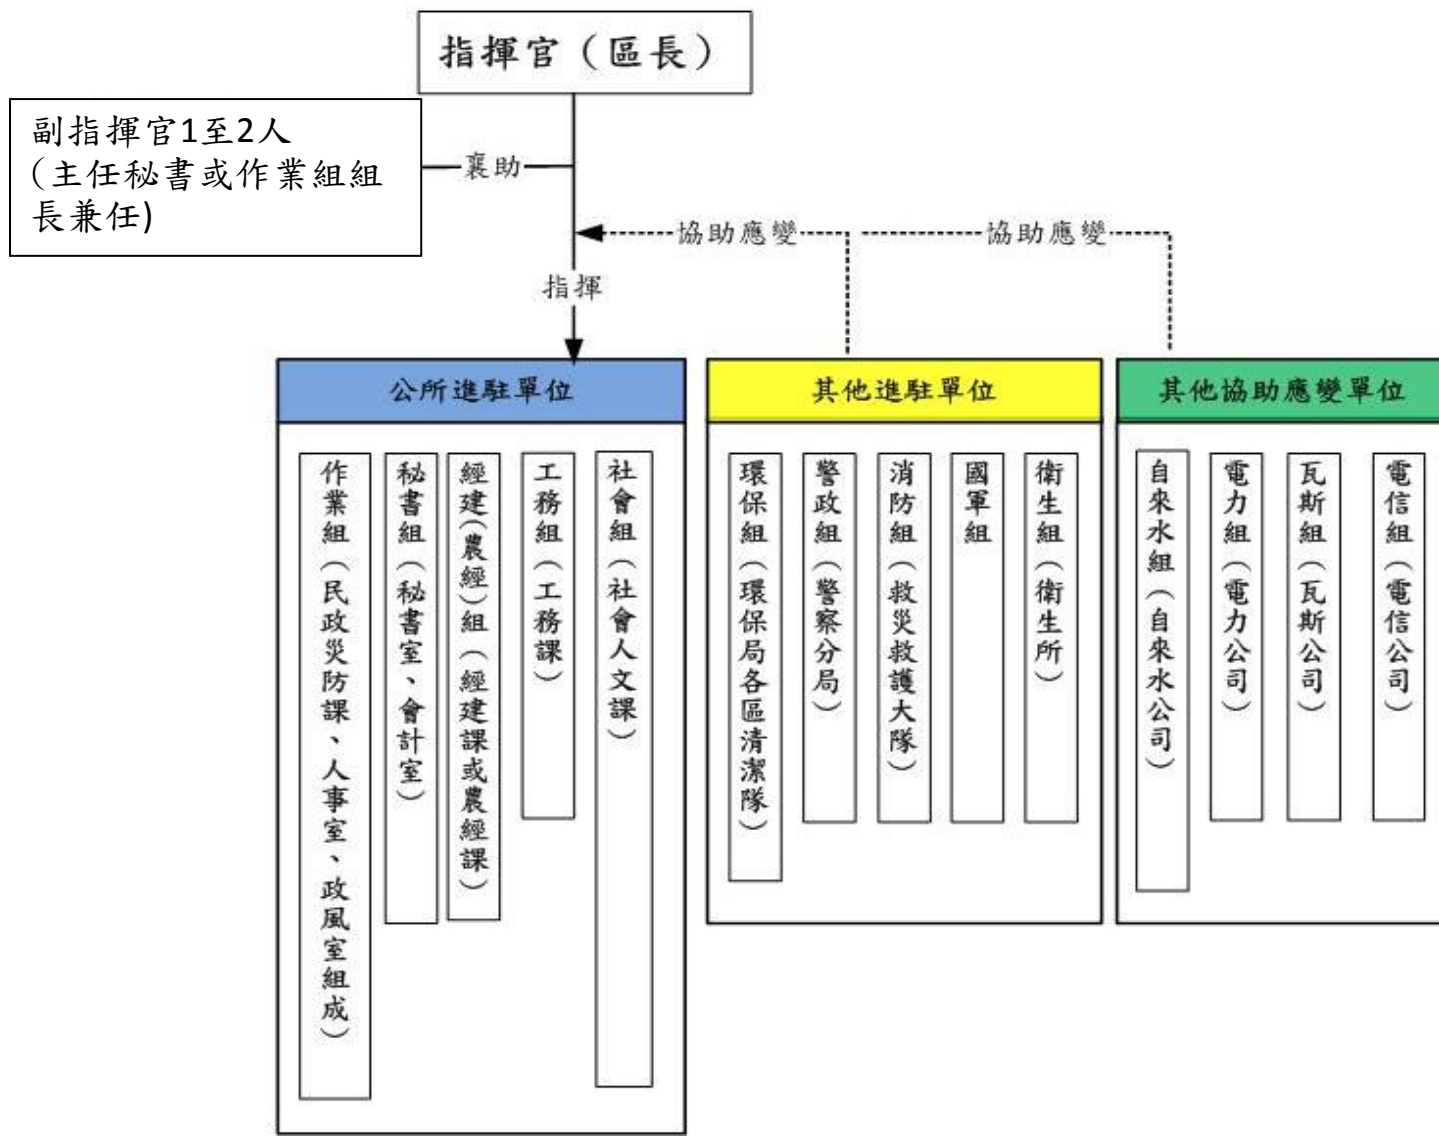 指揮官（區長）
副指揮官1至2人
（主任秘書或作業組組
長兼任)
襄助
協助應變
協助應變
指揮
公所進駐單位
其他進駐單位
其他協助應變單位
作業組（民政災防課、人事室、政風室組成）
秘書組（秘書室、會計室）
經建（農經）組（經建課或農經課）
工務組（工務課）
社會組（社會人文課）
環保組（環保局各區清潔隊）
警政組（警察分局）
消防組（救災救護大隊）
國軍組
衛生組（衛生所）
自來水組（自來水公司）
電力組（電力公司）
瓦斯組（瓦斯公司）
電信組（電信公司）